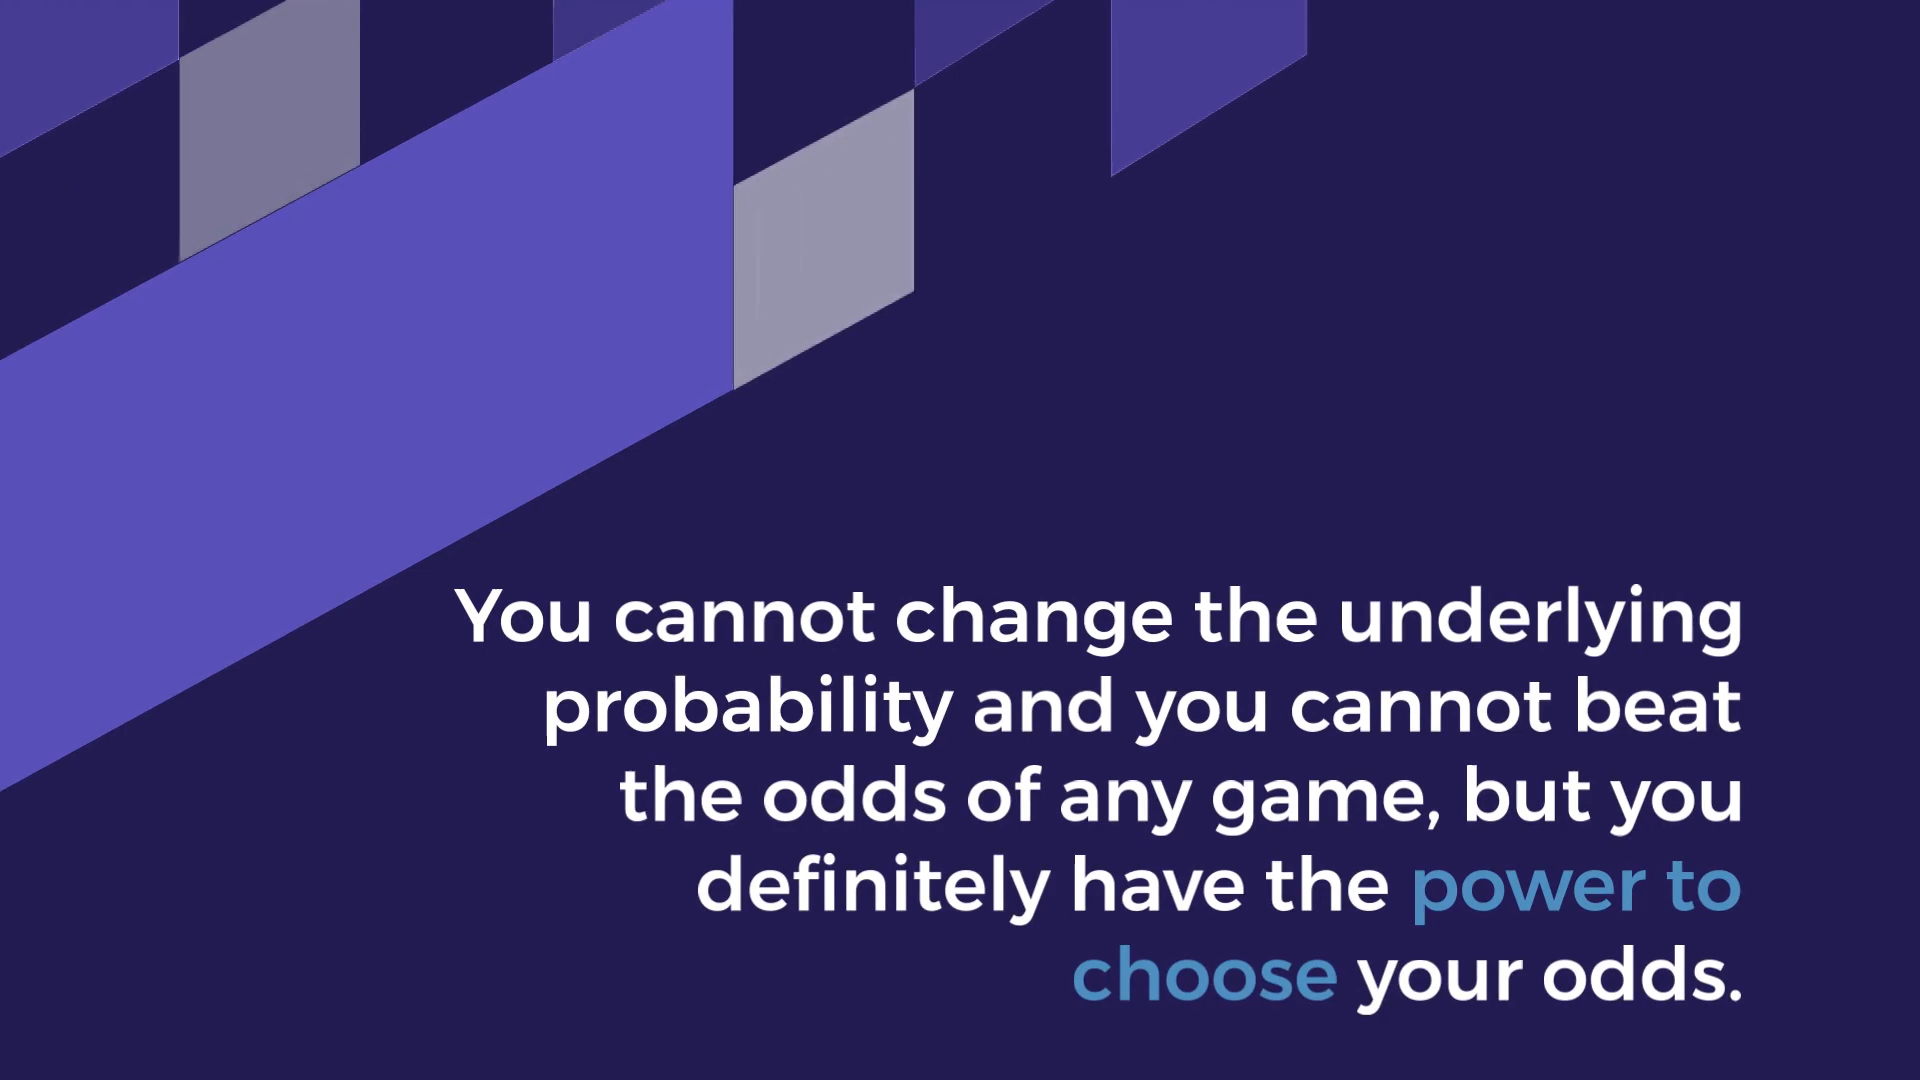 You cannot change the underlying
probability and you cannot beat
the odds of any game, but you
definitely have the power to
choose your odds.